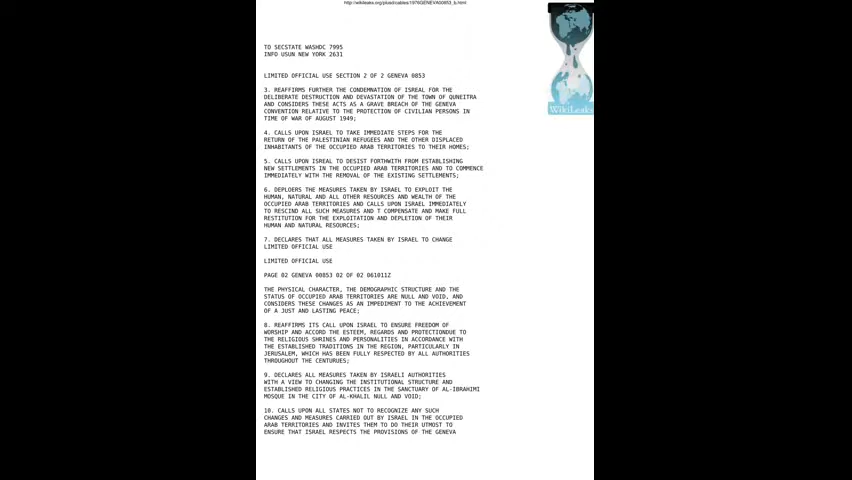 http://wikileaks.org/plusd/cables/1976GENEVA00853_b.html
TO SECSTATE WASHDC 7995
INFO USUN NEW YORK 2631
LIMITED OFFICIAL USE SECTION 2 OF 2 GENEVA 0853
3. REAFFIRMS FURTHER THE CONDEMNATION OF ISREAL FOR THE
DELIBERATE DESTRUCTION AND DEVASTATION OF THE TOWN OF QUNEITRA
AND CONSIDERS THESE ACTS AS A GRAVE BREACH OF THE GENEVA
CONVENTION RELATIVE TO THE PROTECTION OF CIVILIAN PERSONS IN
TIME OF WAR OF AUGUST 1949;
4. CALLS UPON ISRAEL TO TAKE IMMEDIATE STEPS FOR THE
RETURN OF THE PALESTINIAN REFUGEES AND THE OTHER DISPLACED
INHABITANTS OF THE OCCUPIED ARAB TERRITORIES TO THEIR HOMES;
5. CALLS UPON ISREAL TO DESIST FORTHWITH FROM ESTABLISHING
NEW SETTLEMENTS IN THE OCCUPIED ARAB TERRITORIES AND TO COMMENCE
IMMEDIATELY WITH THE REMOVAL OF THE EXISTING SETTLEMENTS;
6. DEPLOERS THE MEASURES TAKEN BY ISRAEL TO EXPLOIT THE
HUMAN, NATURAL AND ALL OTHER RESOURCES AND WEALTH OF THE
OCCUPIED ARAB TERRITORIES AND CALLS UPON ISRAEL IMMEDIATELY
TO RESCIND ALL SUCH MEASURES AND T COMPENSATE AND MAKE FULL
RESTITUTION FOR THE EXPLOITATION AND DEPLETION OF THEIR
HUMAN AND NATURAL RESOURCES;
7. DECLARES THAT ALL MEASURES TAKEN BY ISRAEL TO CHANGE
LIMITED OFFICIAL USE
LIMITED OFFICIAL USE
PAGE 02 GENEVA 00853 02 OF 02 061011Z
THE PHYSICAL CHARACTER, THE DEMOGRAPHIC STRUCTURE AND THE
STATUS OF OCCUPIED ARAB TERRITORIES ARE NULL AND VOID, AND
CONSIDERS THESE CHANGES AS AN IMPEDIMENT TO THE ACHIEVEMENT
OF A JUST AND LASTING PEACE;
8. REAFFIRMS ITS CALL UPON ISRAEL TO ENSURE FREEDOM OF
WORSHIP AND ACCORD THE ESTEEM, REGARDS AND PROTECTIONDUE TO
THE RELIGIOUS SHRINES AND PERSONALITIES IN ACCORDANCE WITH
THE ESTABLISHED TRADITIONS IN THE REGION, PARTICULARLY IN
JERUSALEM, WHICH HAS BEEN FULLY RESPECTED BY ALL AUTHORITIES
THROUGHOUT THE CENTURUES;
9. DECLARES ALL MEASURES TAKEN BY ISRAELI AUTHORITIES
WITH A VIEW TO CHANGING THE INSTITUTIONAL STRUCTURE AND
ESTABLISHED RELIGIOUS PRACTICES IN THE SANCTUARY OF AL-IBRAHIMI
MOSQUE IN THE CITY OF AL-KHALIL NULL AND VOID;
10. CALLS UPON ALL STATES NOT TO RECOGNIZE ANY SUCH
CHANGES AND MEASURES CARRIED OUT BY ISRAEL IN THE OCCUPIED
ARAB TERRITORIES AND INVITES THEM TO DO THEIR UTMOST TO
ENSURE THAT ISRAEL RESPECTS THE PROVISIONS OF THE GENEVA
WikiLeaks